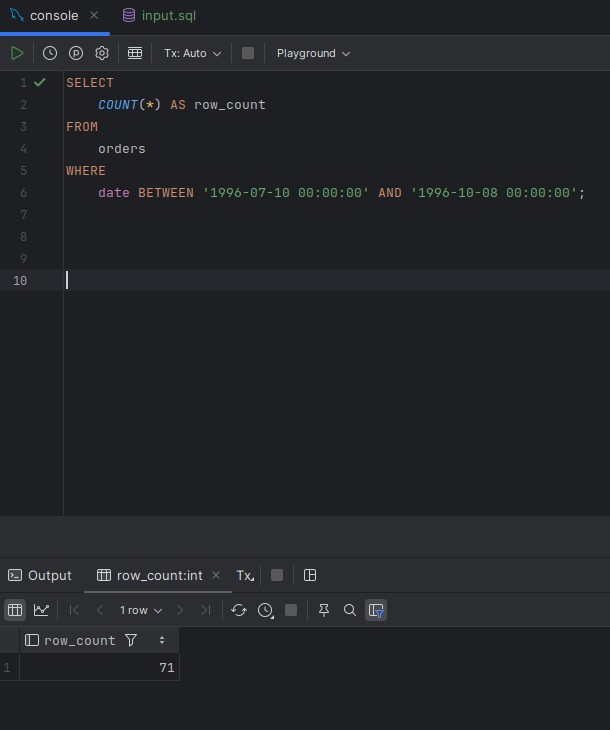 console
input.sql
Tx: Auto
Playground
1 SELECT
2 COUNT(*) AS row_count
3 FROM
4 orders
5 WHERE
6 date BETWEEN '1996-07-10 00:00:00' AND '1996-10-08 00:00:00';
7
8
9
10
Output
row_count:int
Tx
1 row
row_count
1 71